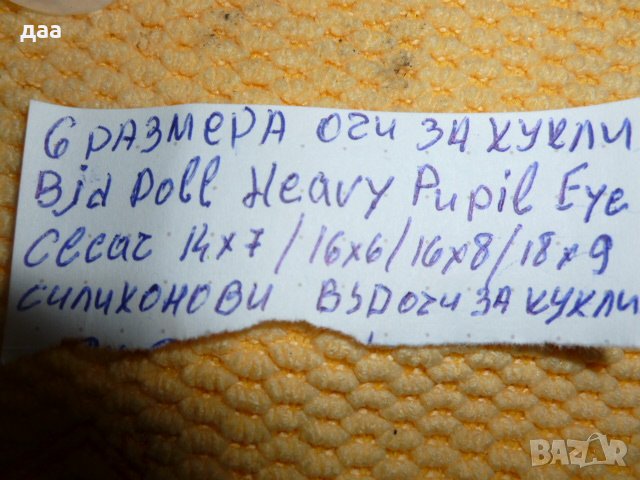 даа
6 РАЗМЕРА ОЧИ ЗА КУКЛИ
Bjd Doll Heavy Pupil Eye
14x7 / 16x6 / 16x8 / 18x9
СИЛИКОНОВИ BJD ОЧИ ЗА КУКЛИ
BAZAR